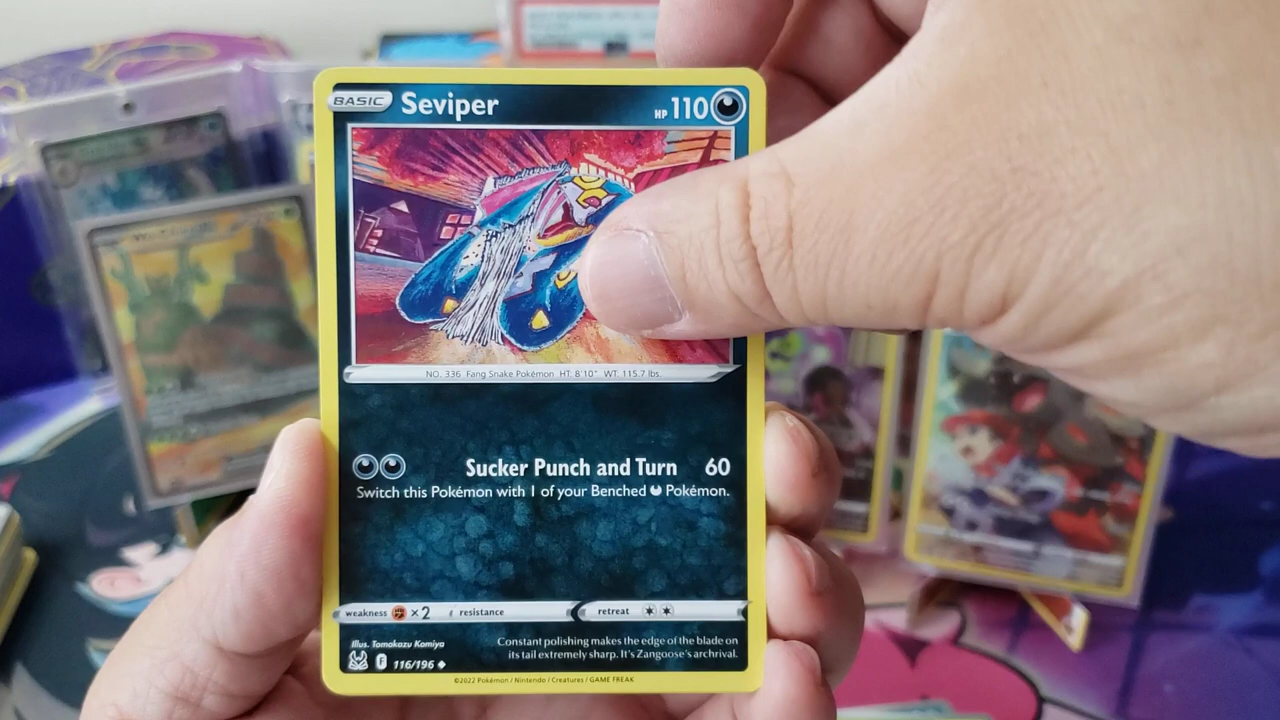 BASIC Seviper HP 110
NO. 336 Fang Snake Pokémon HT: 8'10" WT: 115.7 lbs.
Sucker Punch and Turn 60
Switch this Pokémon with 1 of your Benched Pokémon.
weakness ×2 resistance retreat
Illus. Tomokazu Komiya
Constant polishing makes the edge of the blade on
its tail extremely sharp. It's Zangoose's archrival.
F 116/196
©2022 Pokémon / Nintendo / Creatures / GAME FREAK